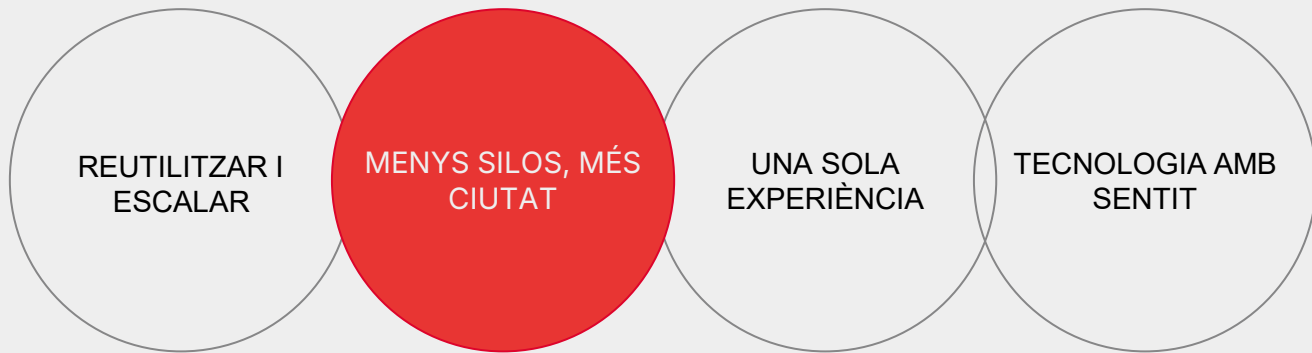 REUTILITZAR I
ESCALAR
MENYS SILOS, MÉS
CIUTAT
UNA SOLA
EXPERIÈNCIA
TECNOLOGIA AMB
SENTIT